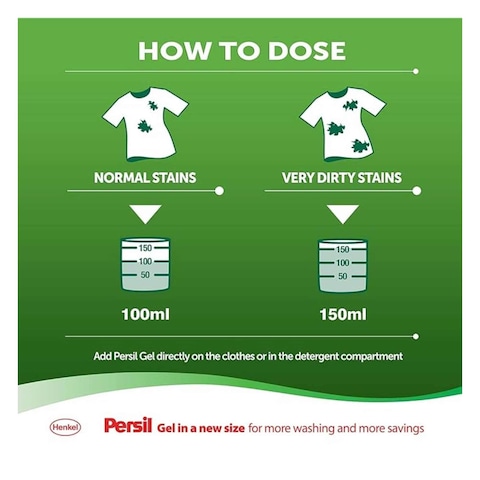 HOW TO DOSE
NORMAL STAINS
VERY DIRTY STAINS
150
100
50
150
100
50
100ml
150ml
Add Persil Gel directly on the clothes or in the detergent compartment
Henkel
Persil Gel in a new size for more washing and more savings